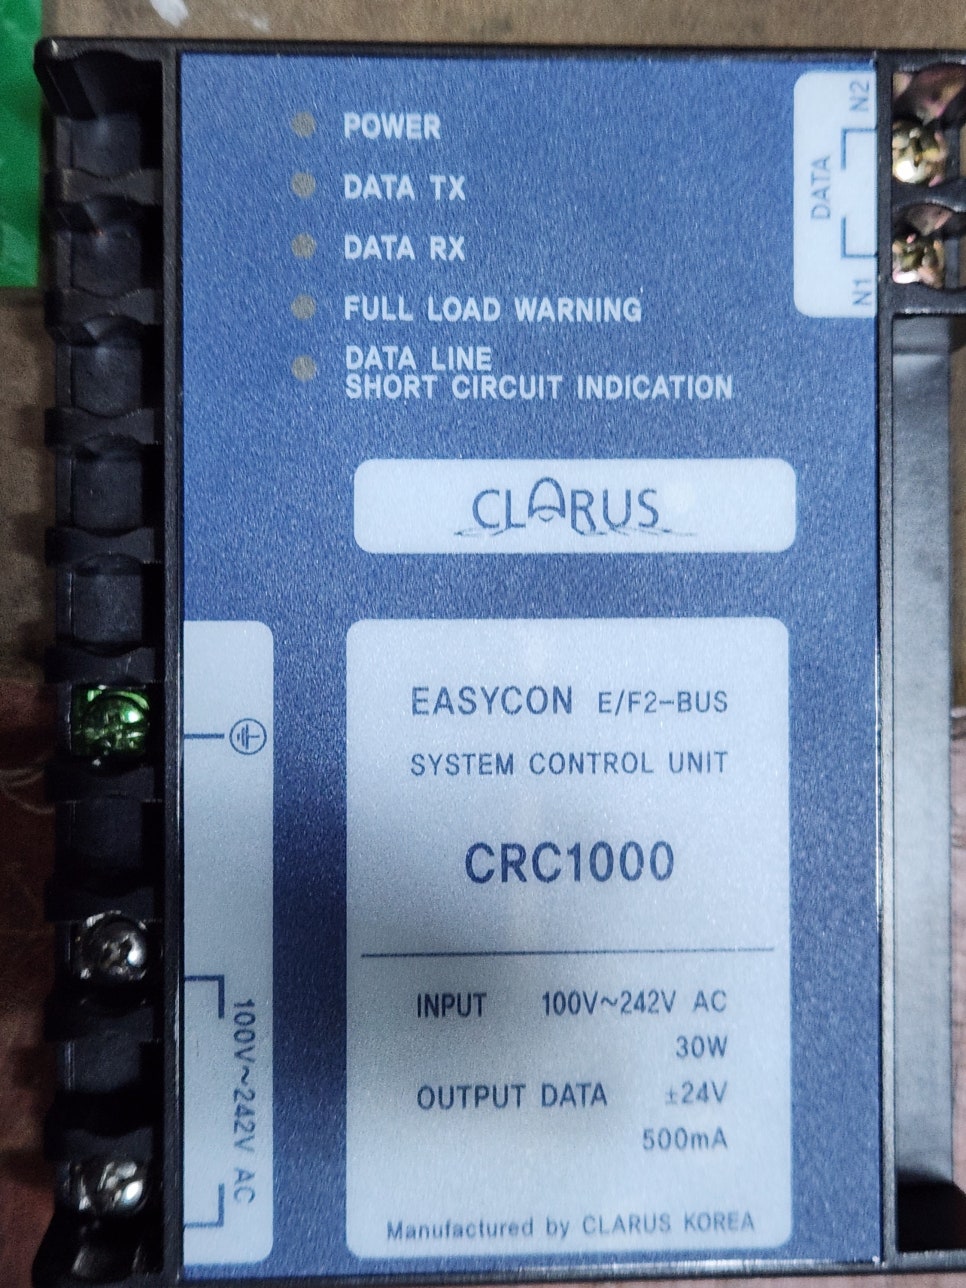 POWER
DATA TX
DATA RX
FULL LOAD WARNING
DATA LINE
SHORT CIRCUIT INDICATION
N2
DATA
N1
CLARUS
EASYCON E/F2-BUS
SYSTEM CONTROL UNIT
CRC1000
INPUT 100V~242V AC
30W
OUTPUT DATA ±24V
500mA
Manufactured by CLARUS KOREA
100V~242V AC